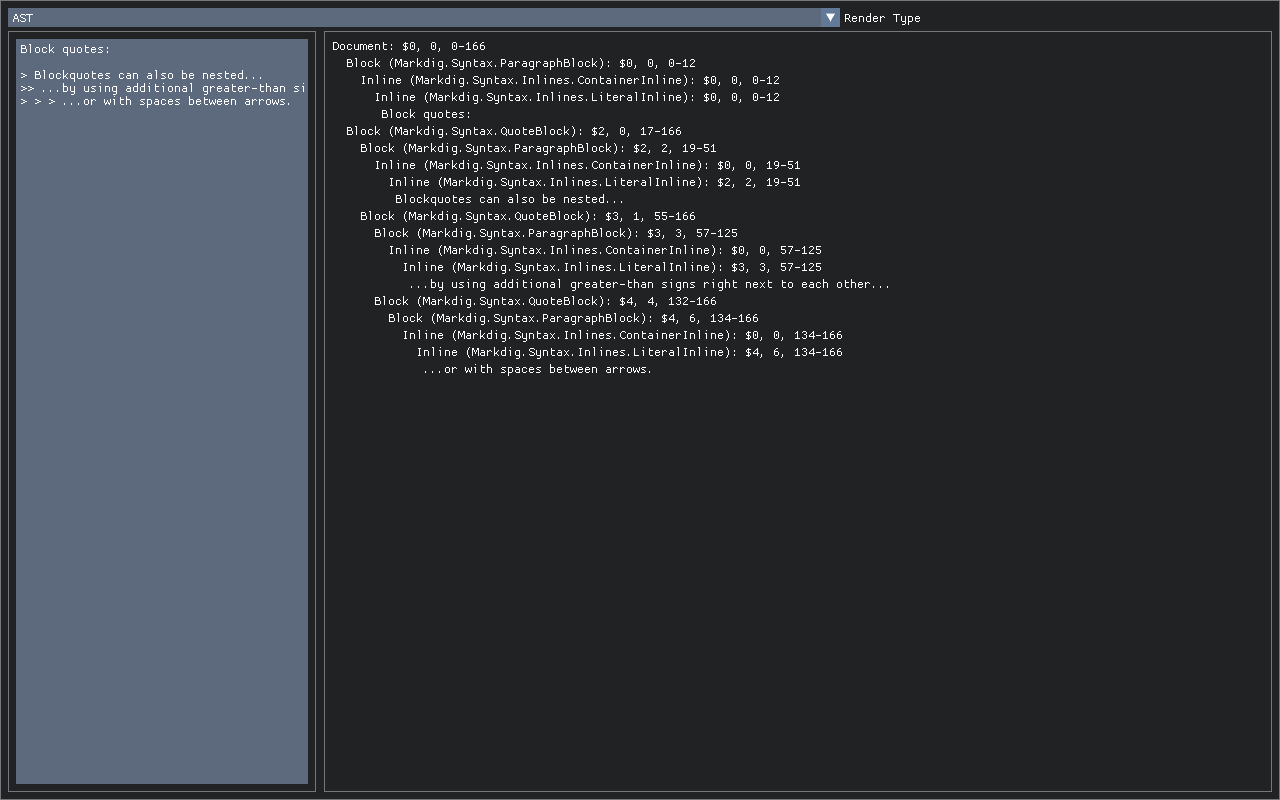 AST
Render Type
Block quotes:
> Blockquotes can also be nested...
>> ...by using additional greater-than si
> > > ...or with spaces between arrows.
Document: $0, 0, 0-166
Block (Markdig.Syntax.ParagraphBlock): $0, 0, 0-12
Inline (Markdig.Syntax.Inlines.ContainerInline): $0, 0, 0-12
Inline (Markdig.Syntax.Inlines.LiteralInline): $0, 0, 0-12
Block quotes:
Block (Markdig.Syntax.QuoteBlock): $2, 0, 17-166
Block (Markdig.Syntax.ParagraphBlock): $2, 2, 19-51
Inline (Markdig.Syntax.Inlines.ContainerInline): $0, 0, 19-51
Inline (Markdig.Syntax.Inlines.LiteralInline): $2, 2, 19-51
Blockquotes can also be nested...
Block (Markdig.Syntax.QuoteBlock): $3, 1, 55-166
Block (Markdig.Syntax.ParagraphBlock): $3, 3, 57-125
Inline (Markdig.Syntax.Inlines.ContainerInline): $0, 0, 57-125
Inline (Markdig.Syntax.Inlines.LiteralInline): $3, 3, 57-125
...by using additional greater-than signs right next to each other...
Block (Markdig.Syntax.QuoteBlock): $4, 4, 132-166
Block (Markdig.Syntax.ParagraphBlock): $4, 6, 134-166
Inline (Markdig.Syntax.Inlines.ContainerInline): $0, 0, 134-166
Inline (Markdig.Syntax.Inlines.LiteralInline): $4, 6, 134-166
...or with spaces between arrows.